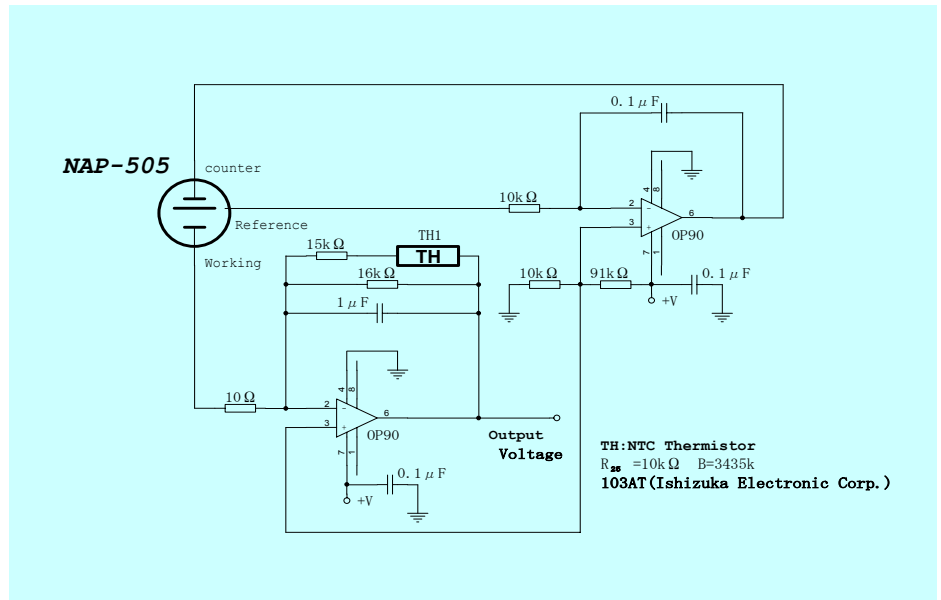 0.1μF
NAP-505
counter
4
8
10kΩ
2
6
Reference
3
OP90
TH1
15kΩ
TH
Working
7
1
16kΩ
10kΩ
91kΩ
0.1μF
1μF
+V
4
8
10Ω
2
6
3
OP90
Output
Voltage
7
1
TH:NTC Thermistor
R25 =10kΩ B=3435k
0.1μF
103AT(Ishizuka Electronic Corp.)
+V